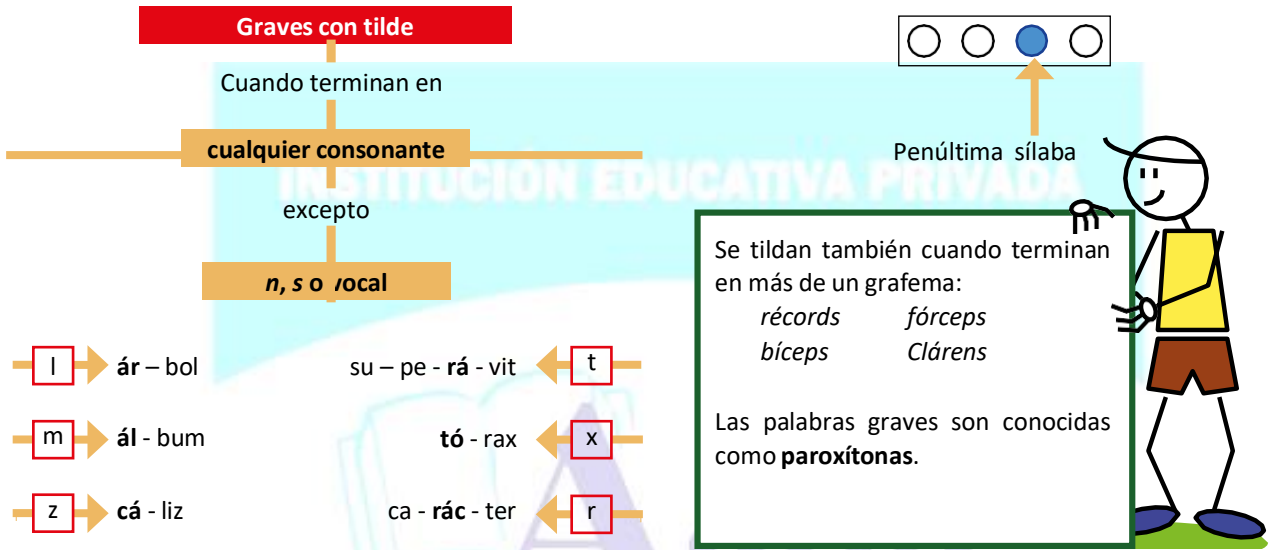 Graves con tilde
Cuando terminan en
cualquier consonante
excepto
n, s o vocal
l
ár – bol
su – pe - rá - vit
t
m
ál - bum
tó - rax
x
z
cá - liz
ca - rác - ter
r
Penúltima sílaba
INSTITUCIÓN EDUCATIVA PRIVADA
Se tildan también cuando terminan
en más de un grafema:
récords fórceps
bíceps Clárens
Las palabras graves son conocidas
como paroxítonas.